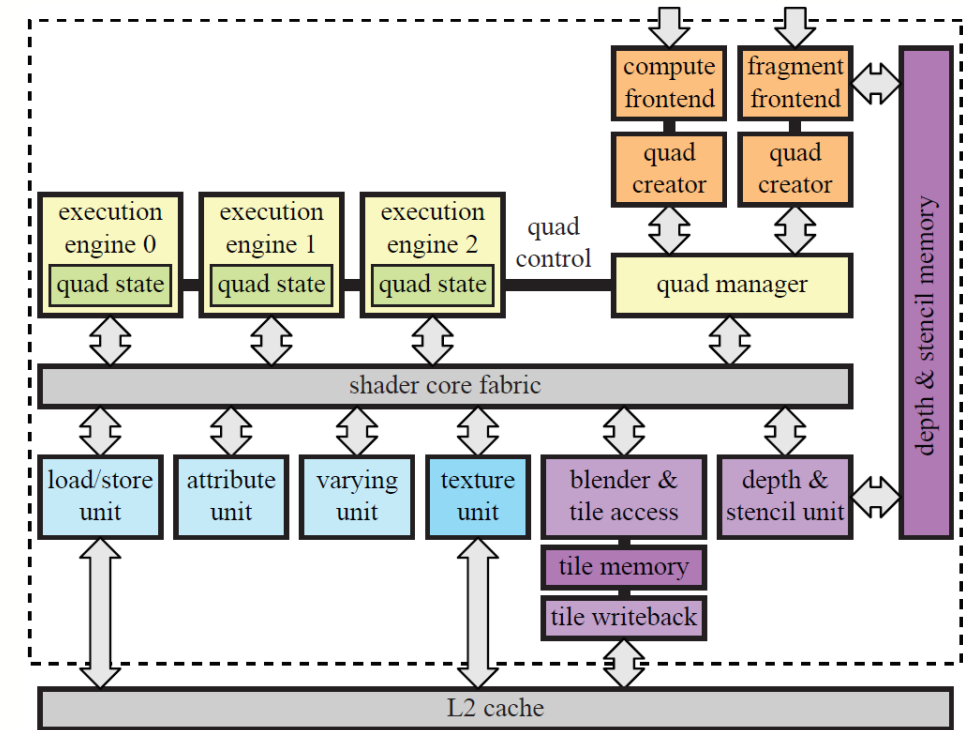 compute
frontend
fragment
frontend
quad
creator
quad
creator
execution
engine 0
quad state
execution
engine 1
quad state
execution
engine 2
quad state
quad
control
quad manager
depth & stencil memory
shader core fabric
load/store
unit
attribute
unit
varying
unit
texture
unit
blender &
tile access
depth &
stencil unit
tile memory
tile writeback
L2 cache